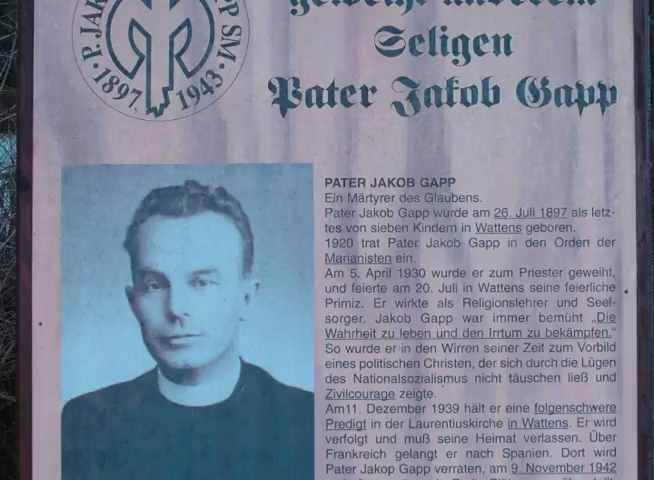 P. JAK PP SM
1897 1943
Seligen
Pater Jakob Gapp
PATER JAKOB GAPP
Ein Märtyrer des Glaubens.
Pater Jakob Gapp wurde am 26. Juli 1897 als letz-
tes von sieben Kindern in Wattens geboren.
1920 trat Pater Jakob Gapp in den Orden der
Marianisten ein.
Am 5. April 1930 wurde er zum Priester geweiht,
und feierte am 20. Juli in Wattens seine feierliche
Primiz. Er wirkte als Religionslehrer und Seel-
sorger. Jakob Gapp war immer bemüht „Die
Wahrheit zu leben und den Irrtum zu bekämpfen.“
So wurde er in den Wirren seiner Zeit zum Vorbild
eines politischen Christen, der sich durch die Lügen
des Nationalsozialismus nicht täuschen ließ und
Zivilcourage zeigte.
Am11. Dezember 1939 hält er eine folgenschwere
Predigt in der Laurentiuskirche in Wattens. Er wird
verfolgt und muß seine Heimat verlassen. Über
Frankreich gelangt er nach Spanien. Dort wird
Pater Jakop Gapp verraten, am 9. November 1942